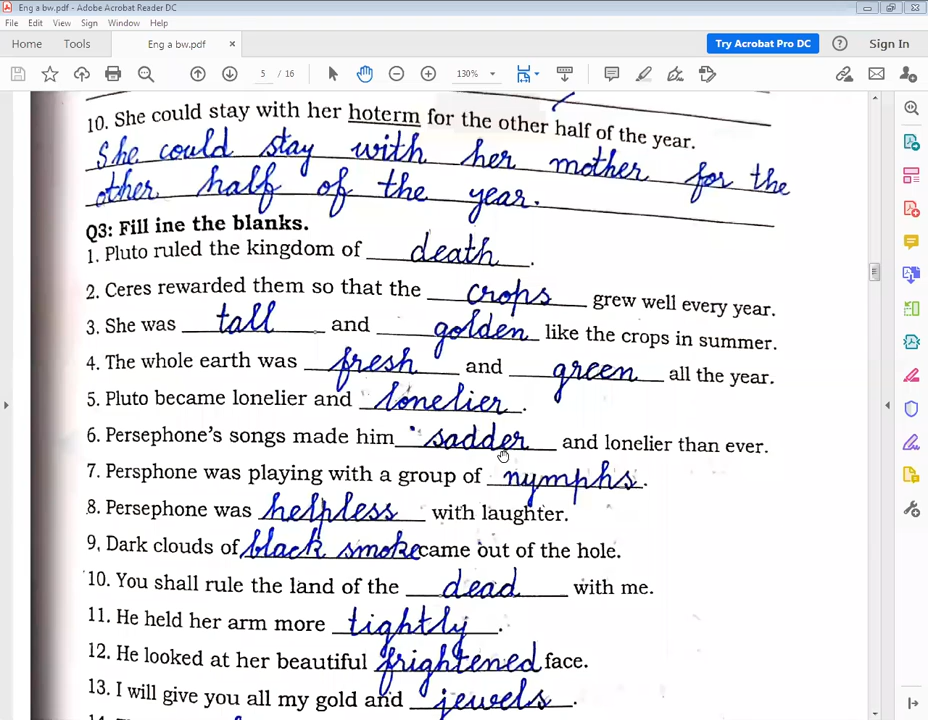 Eng a bw.pdf - Adobe Acrobat Reader DC
File Edit View Sign Window Help
Home Tools Eng a bw.pdf × Try Acrobat Pro DC Sign In
5 / 16 130%
10. She could stay with her hoterm for the other half of the year.
She could stay with her mother for the
other half of the year.
Q3: Fill ine the blanks.
1. Pluto ruled the kingdom of death.
2. Ceres rewarded them so that the crops grew well every year.
3. She was tall and golden like the crops in summer.
4. The whole earth was fresh and green all the year.
5. Pluto became lonelier and lonelier.
6. Persephone's songs made him sadder and lonelier than ever.
7. Persphone was playing with a group of nymphs.
8. Persephone was helpless with laughter.
9, Dark clouds of black smoke came out of the hole.
10. You shall rule the land of the dead with me.
11. He held her arm more tightly.
12. He looked at her beautiful frightened face.
13. I will give you all my gold and jewels.